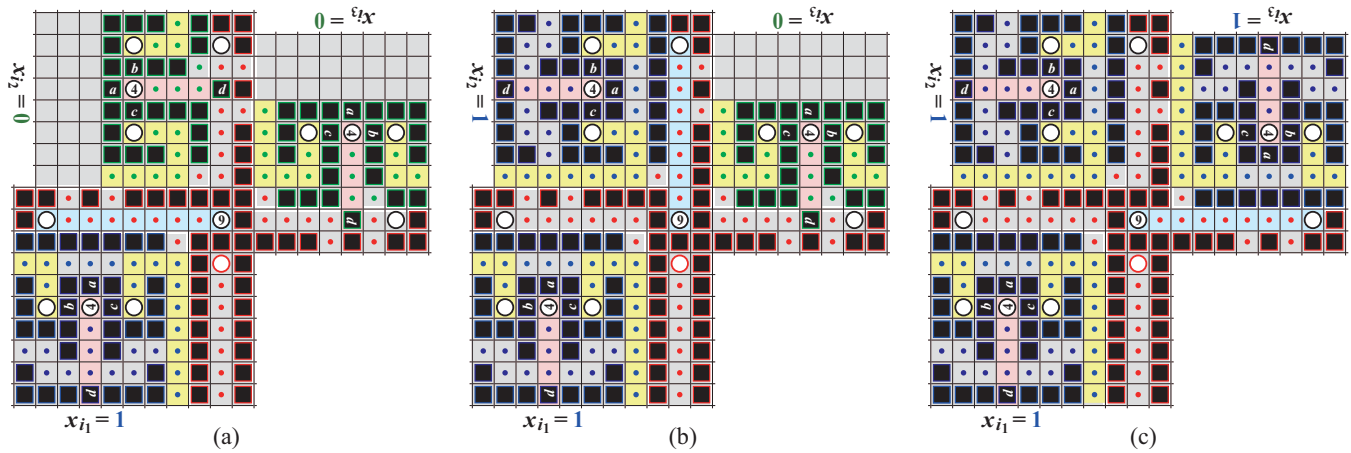 x_{i_3} = 0
x_{i_2} = 0
b
a 4 d
c
a
c 4 b
9 d
a
b 4 c
d
x_{i_1} = 1
(a)
x_{i_3} = 0
x_{i_2} = 1
b
d 4 a
c
a
c 4 b
9 d
a
b 4 c
d
x_{i_1} = 1
(b)
x_{i_3} = 1
x_{i_2} = 1
d
b
d 4 a
c
c 4 b
a
9
a
b 4 c
d
x_{i_1} = 1
(c)